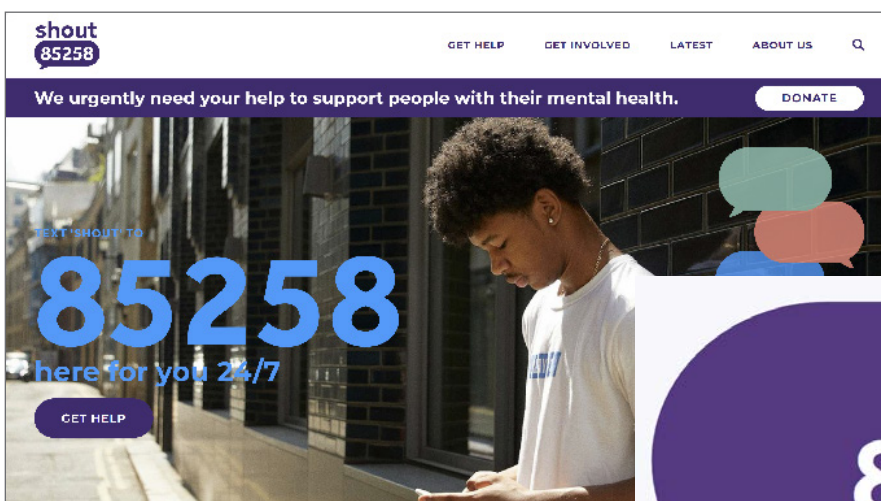 shout
85258
GET HELP GET INVOLVED LATEST ABOUT US
We urgently need your help to support people with their mental health. DONATE
TEXT 'SHOUT' TO
85258
here for you 24/7
GET HELP
8